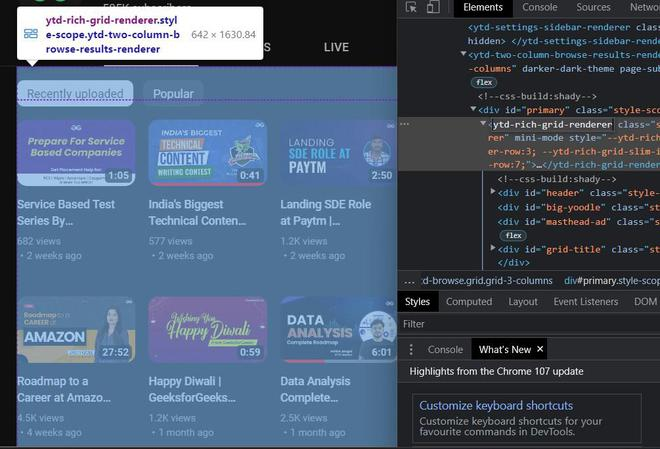 ytd-rich-grid-renderer.styl
e-scope.ytd-two-column-b
rowse-results-renderer
642 × 1630.84
S
LIVE
Recently uploaded
Popular
Prepare For Service
Based Companies
1:05
INDIA'S BIGGEST
TECHNICAL
CONTENT
WRITING CONTEST
0:41
LANDING
SDE ROLE
AT PAYTM
2:50
Service Based Test
Series By…
682 views
• 2 weeks ago
India's Biggest
Technical Conten…
577 views
• 2 weeks ago
Landing SDE Role
at Paytm |…
1.2K views
• 2 weeks ago
Roadmap to a
CAREER at
AMAZON
27:52
Wishing You
Happy Diwali
0:59
DATA
ANALYSIS
Complete Roadmap
6:01
Roadmap to a
Career at Amazo…
4.5K views
• 4 weeks ago
Happy Diwali |
GeeksforGeeks…
1.2K views
• 1 month ago
Data Analysis
Complete…
2.5K views
• 1 month ago
Elements
Console
Sources
Netwo
<ytd-settings-sidebar-renderer clas
hidden> </ytd-settings-sidebar-rend
<ytd-two-column-browse-results-rend
-columns" darker-dark-theme page-su
flex
<!--css-build:shady-->
<div id="primary" class="style-sco
ytd-rich-grid-renderer class="s
rer" mini-mode style="--ytd-rich
er-row:3; --ytd-rich-grid-slim-i
-row:7;">…</ytd-rich-grid-render
<!--css-build:shady-->
<div id="header" class="style-
<div id="big-yoodle" class="st
<div id="masthead-ad" class="s
flex
<div id="grid-title" class="st
</div>
... :d-browse.grid.grid-3-columns
div#primary.style-scop
Styles
Computed
Layout
Event Listeners
DOM
Filter
Console
What's New ×
Highlights from the Chrome 107 update
Customize keyboard shortcuts
Customize keyboard shortcuts for your
favourite commands in DevTools.